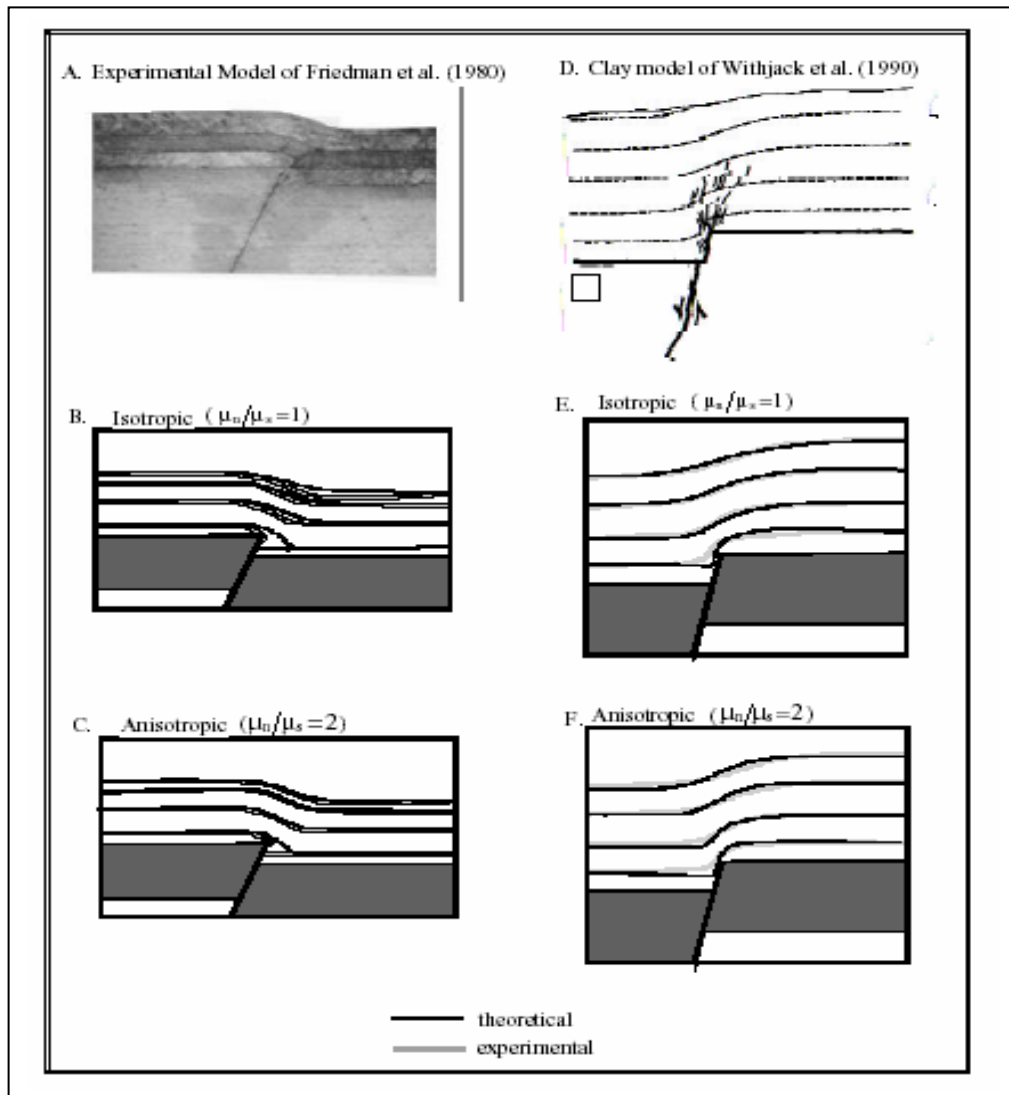 A. Experimental Model of Friedman et al. (1980)
D. Clay model of Withjack et al. (1990)
B. Isotropic (μₙ/μₛ=1)
E. Isotropic (μₙ/μₛ=1)
C. Anisotropic (μₙ/μₛ=2)
F. Anisotropic (μₙ/μₛ=2)
theoretical
experimental